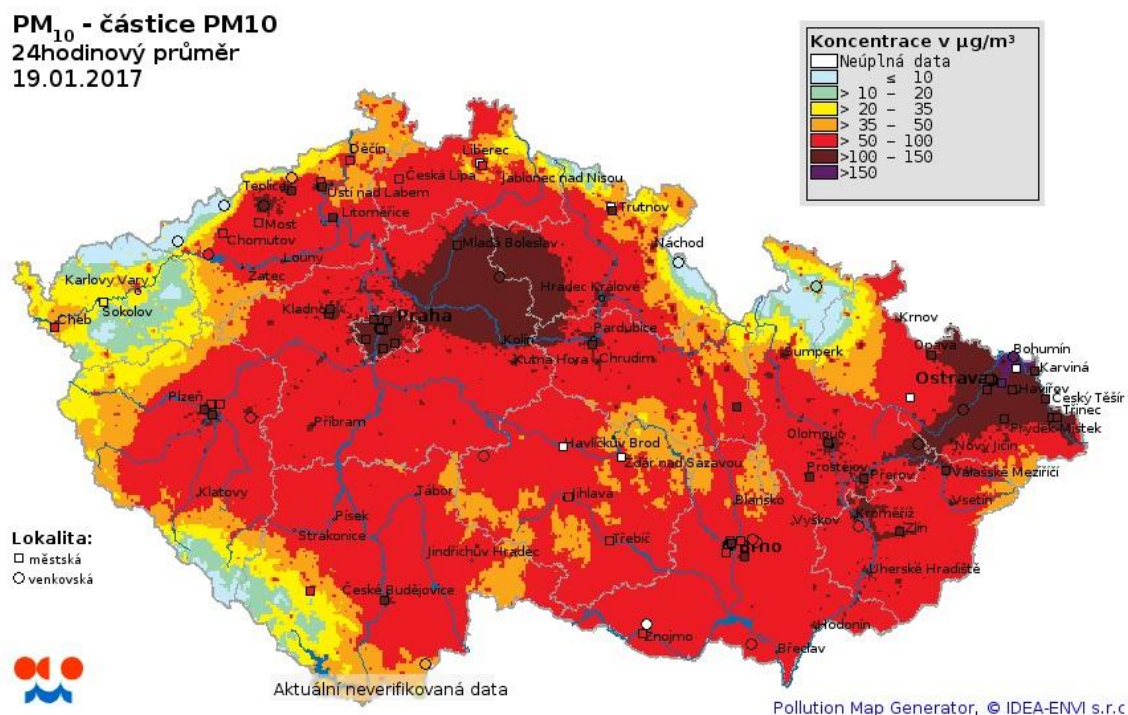 PM10 - částice PM10
24hodinový průměr
19.01.2017
Koncentrace v µg/m³
Neúplná data
≤ 10
> 10 - 20
> 20 - 35
> 35 - 50
> 50 - 100
>100 - 150
>150
Děčín
Liberec
Česká Lípa
Jablonec nad Nisou
Teplice
Ústí nad Labem
Litoměřice
Trutnov
Most
Chomutov
Mladá Boleslav
Náchod
Louny
Žatec
Karlovy Vary
Hradec Králové
Sokolov
Kladno
Praha
Cheb
Pardubice
Krnov
Kolín
Kutná Hora
Chrudim
Šumperk
Opava
Bohumín
Karviná
Ostrava
Havířov
Český Těšín
Plzeň
Třinec
Frýdek-Místek
Příbram
Havlíčkův Brod
Olomouc
Nový Jičín
Žďár nad Sázavou
Prostějov
Přerov
Valašské Meziříčí
Klatovy
Tábor
Jihlava
Blansko
Vsetín
Písek
Vyškov
Kroměříž
Strakonice
Zlín
Lokalita:
městská
venkovská
Jindřichův Hradec
Třebíč
Brno
Uherské Hradiště
České Budějovice
Hodonín
Znojmo
Břeclav
Aktuální neverifikovaná data
Pollution Map Generator, © IDEA-ENVI s.r.o